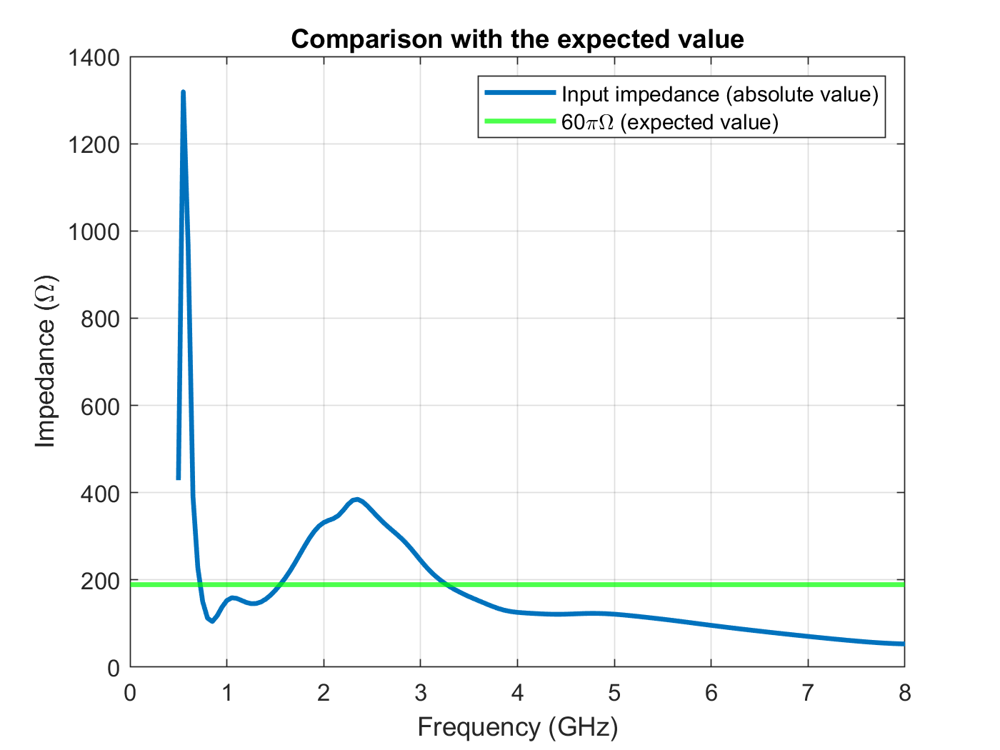 Comparison with the expected value
1400
1200
1000
800
600
400
200
0
Impedance (Ω)
Input impedance (absolute value)
60πΩ (expected value)
0 1 2 3 4 5 6 7 8
Frequency (GHz)